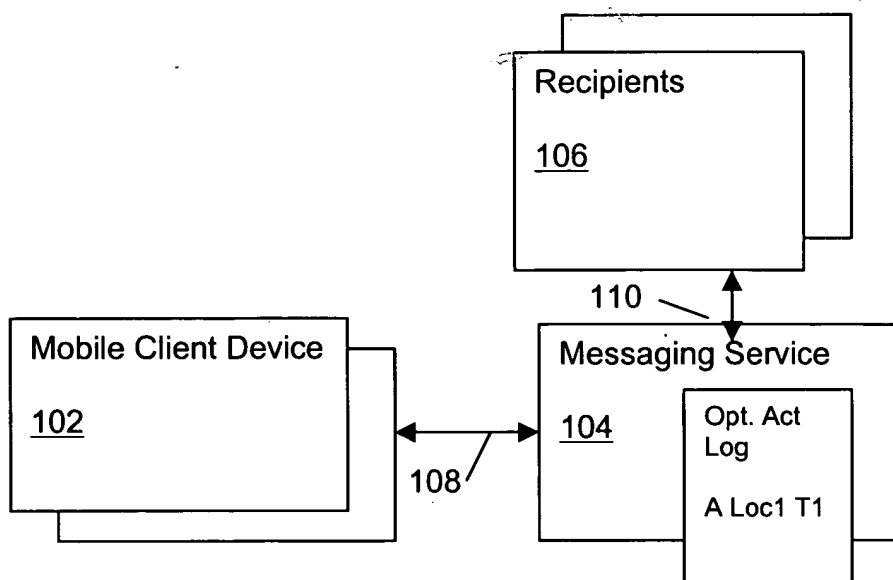 Recipients
106
110
Mobile Client Device
102
108
Messaging Service
104
Opt. Act
Log
A Loc1 T1